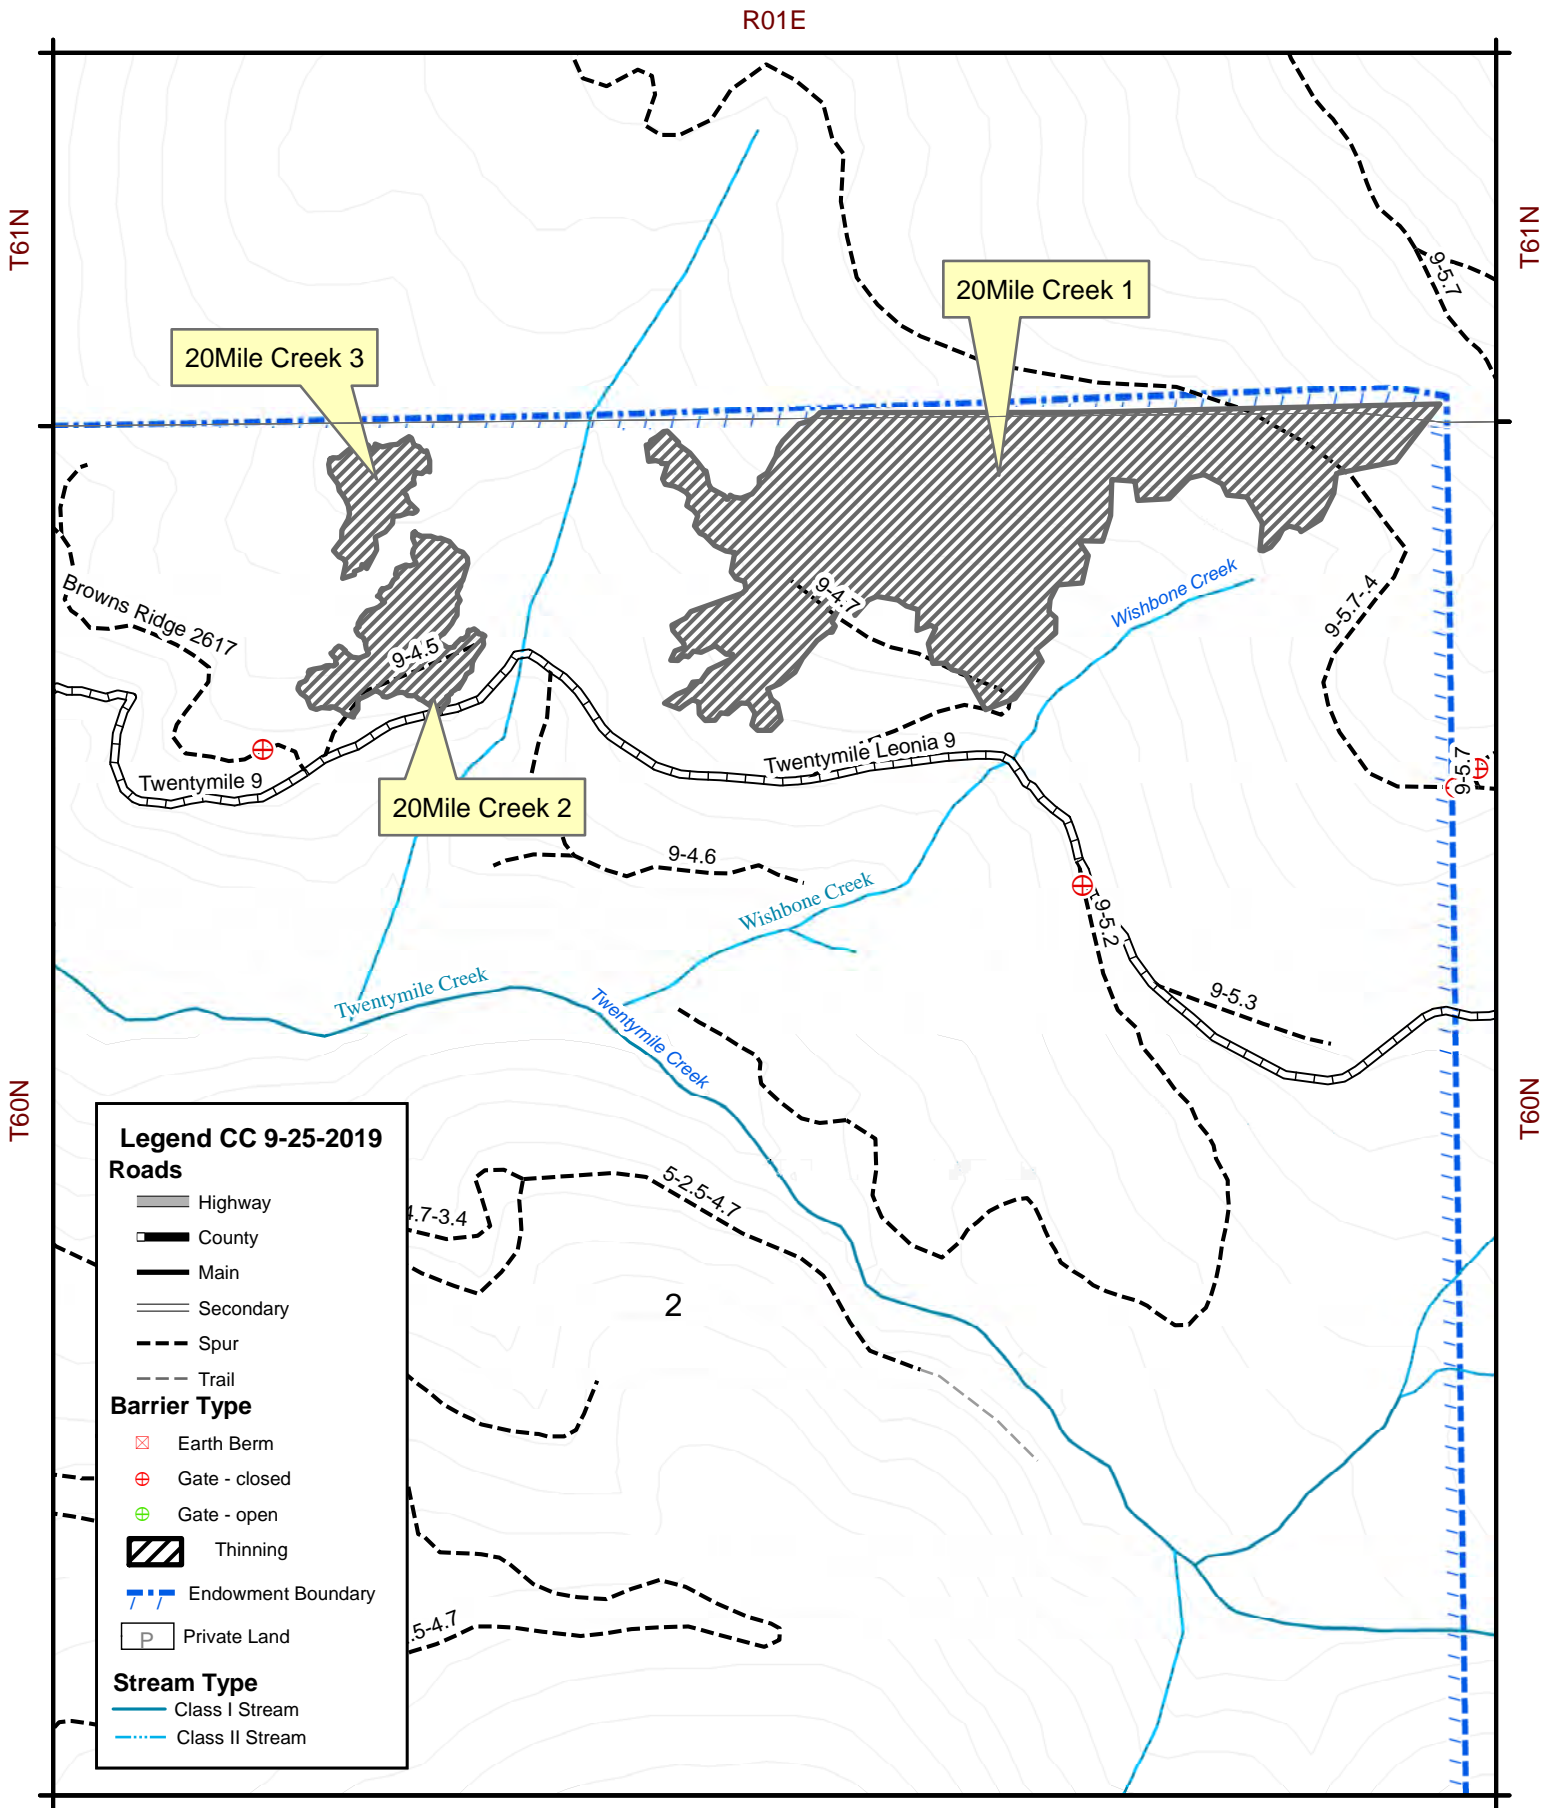 R01E
T61N
T61N
9-5.7
20Mile Creek 1
20Mile Creek 3
Browns Ridge 2617
9-4.7
Wishbone Creek
9-5.7-.4
9-4.5
Twentymile Leonia 9
9-5.7
Twentymile 9
20Mile Creek 2
9-4.6
Wishbone Creek
9-5.2
Twentymile Creek
Twentymile Creek
9-5.3
T60N
T60N
Legend CC 9-25-2019
Roads
Highway
County
Main
Secondary
Spur
Trail
Barrier Type
Earth Berm
Gate - closed
Gate - open
Thinning
Endowment Boundary
P Private Land
Stream Type
Class I Stream
Class II Stream
4.7-3.4
5-2.5-4.7
2
.5-4.7